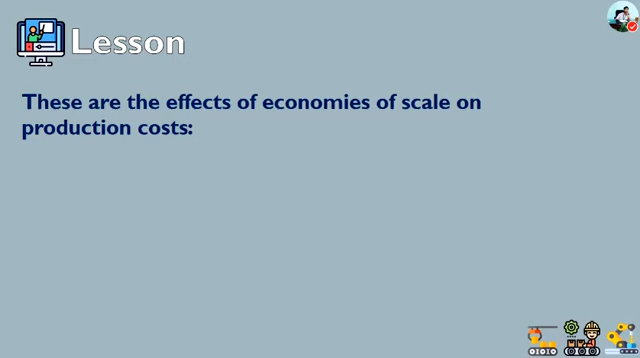 Lesson
These are the effects of economies of scale on
production costs: